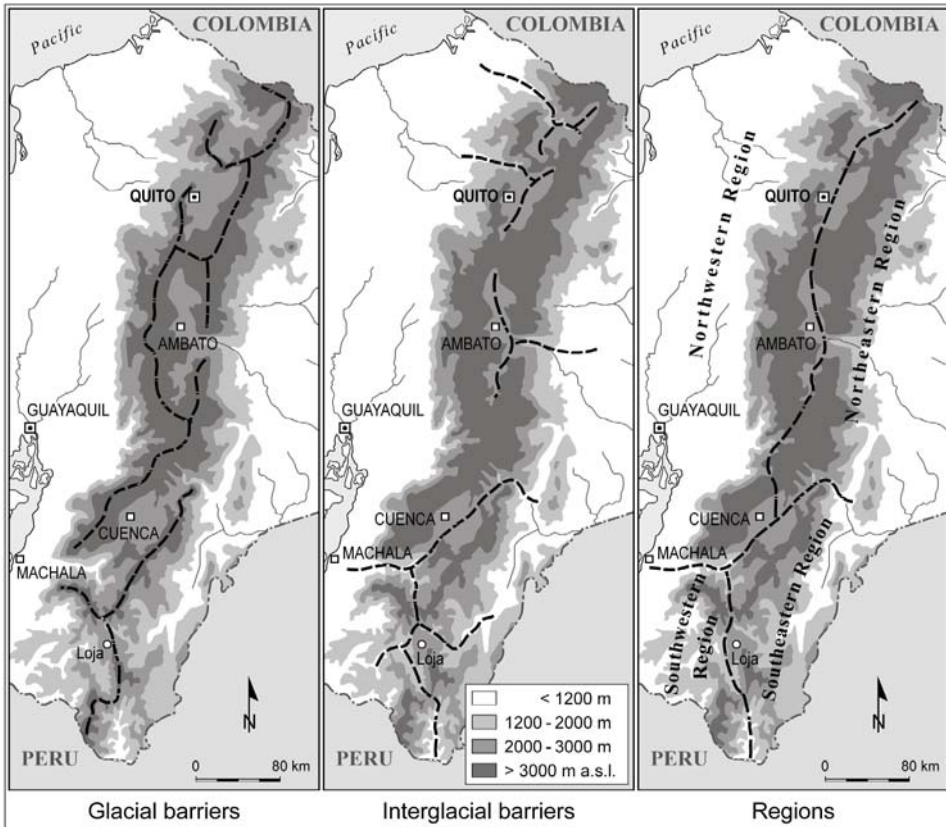 COLOMBIA
Pacific
QUITO
AMBATO
GUAYAQUIL
CUENCA
MACHALA
Loja
N
PERU
0 80 km
Glacial barriers
COLOMBIA
Pacific
QUITO
AMBATO
GUAYAQUIL
CUENCA
MACHALA
Loja
< 1200 m
1200 - 2000 m
2000 - 3000 m
> 3000 m a.s.l.
PERU
Interglacial barriers
COLOMBIA
Pacific
Northwestern Region
QUITO
Northeastern Region
AMBATO
GUAYAQUIL
CUENCA
MACHALA
Southwestern
Region
Southeastern Region
Loja
N
PERU
0 80 km
Regions